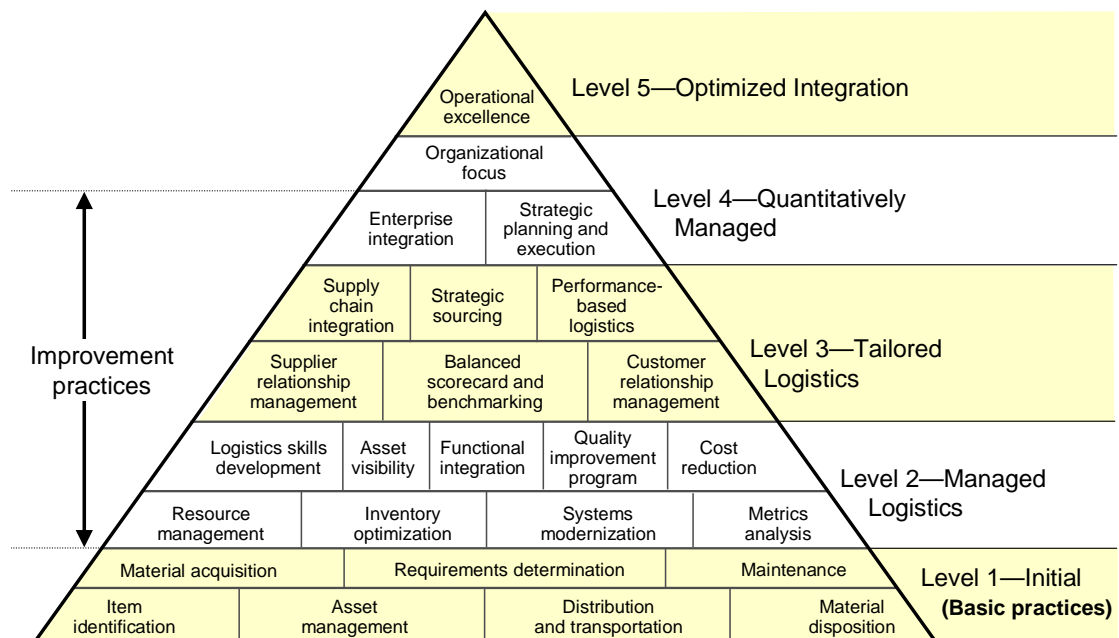 Operational
excellence
Level 5—Optimized Integration
Organizational
focus
Enterprise
integration
Strategic
planning and
execution
Level 4—Quantitatively
Managed
Improvement
practices
Supply
chain
integration
Strategic
sourcing
Performance-
based
logistics
Supplier
relationship
management
Balanced
scorecard and
benchmarking
Customer
relationship
management
Level 3—Tailored
Logistics
Logistics skills
development
Asset
visibility
Functional
integration
Quality
improvement
program
Cost
reduction
Resource
management
Inventory
optimization
Systems
modernization
Metrics
analysis
Level 2—Managed
Logistics
Material acquisition
Requirements determination
Maintenance
Item
identification
Asset
management
Distribution
and transportation
Material
disposition
Level 1—Initial
(Basic practices)